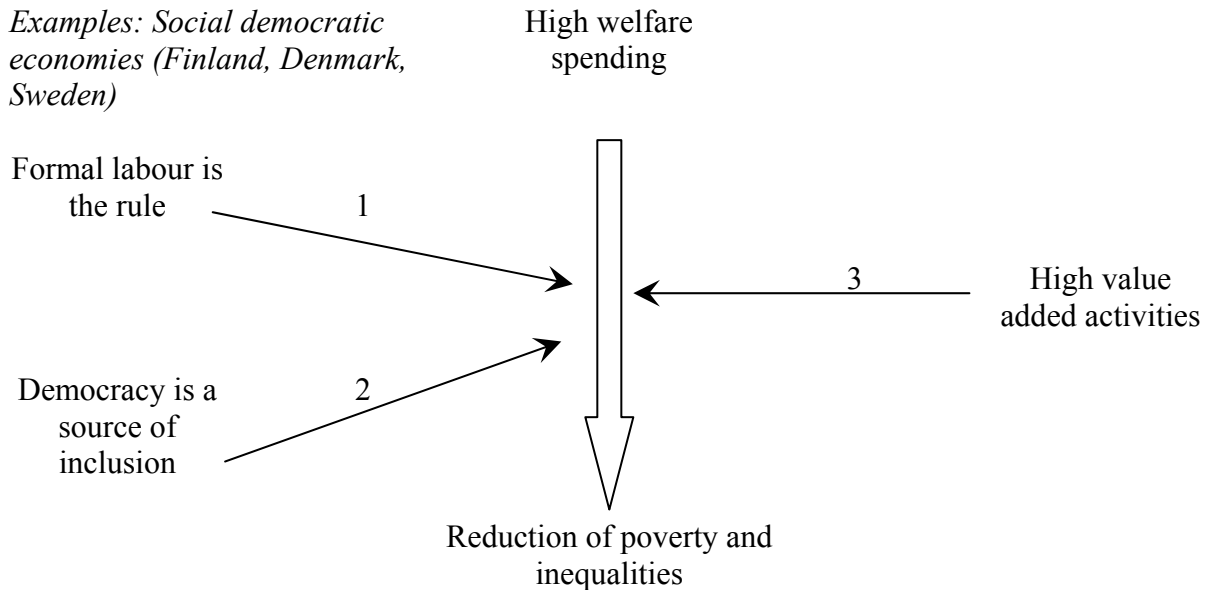 Examples: Social democratic
economies (Finland, Denmark,
Sweden)
High welfare
spending
Formal labour is
the rule
1
3
High value
added activities
Democracy is a
source of
inclusion
2
Reduction of poverty and
inequalities